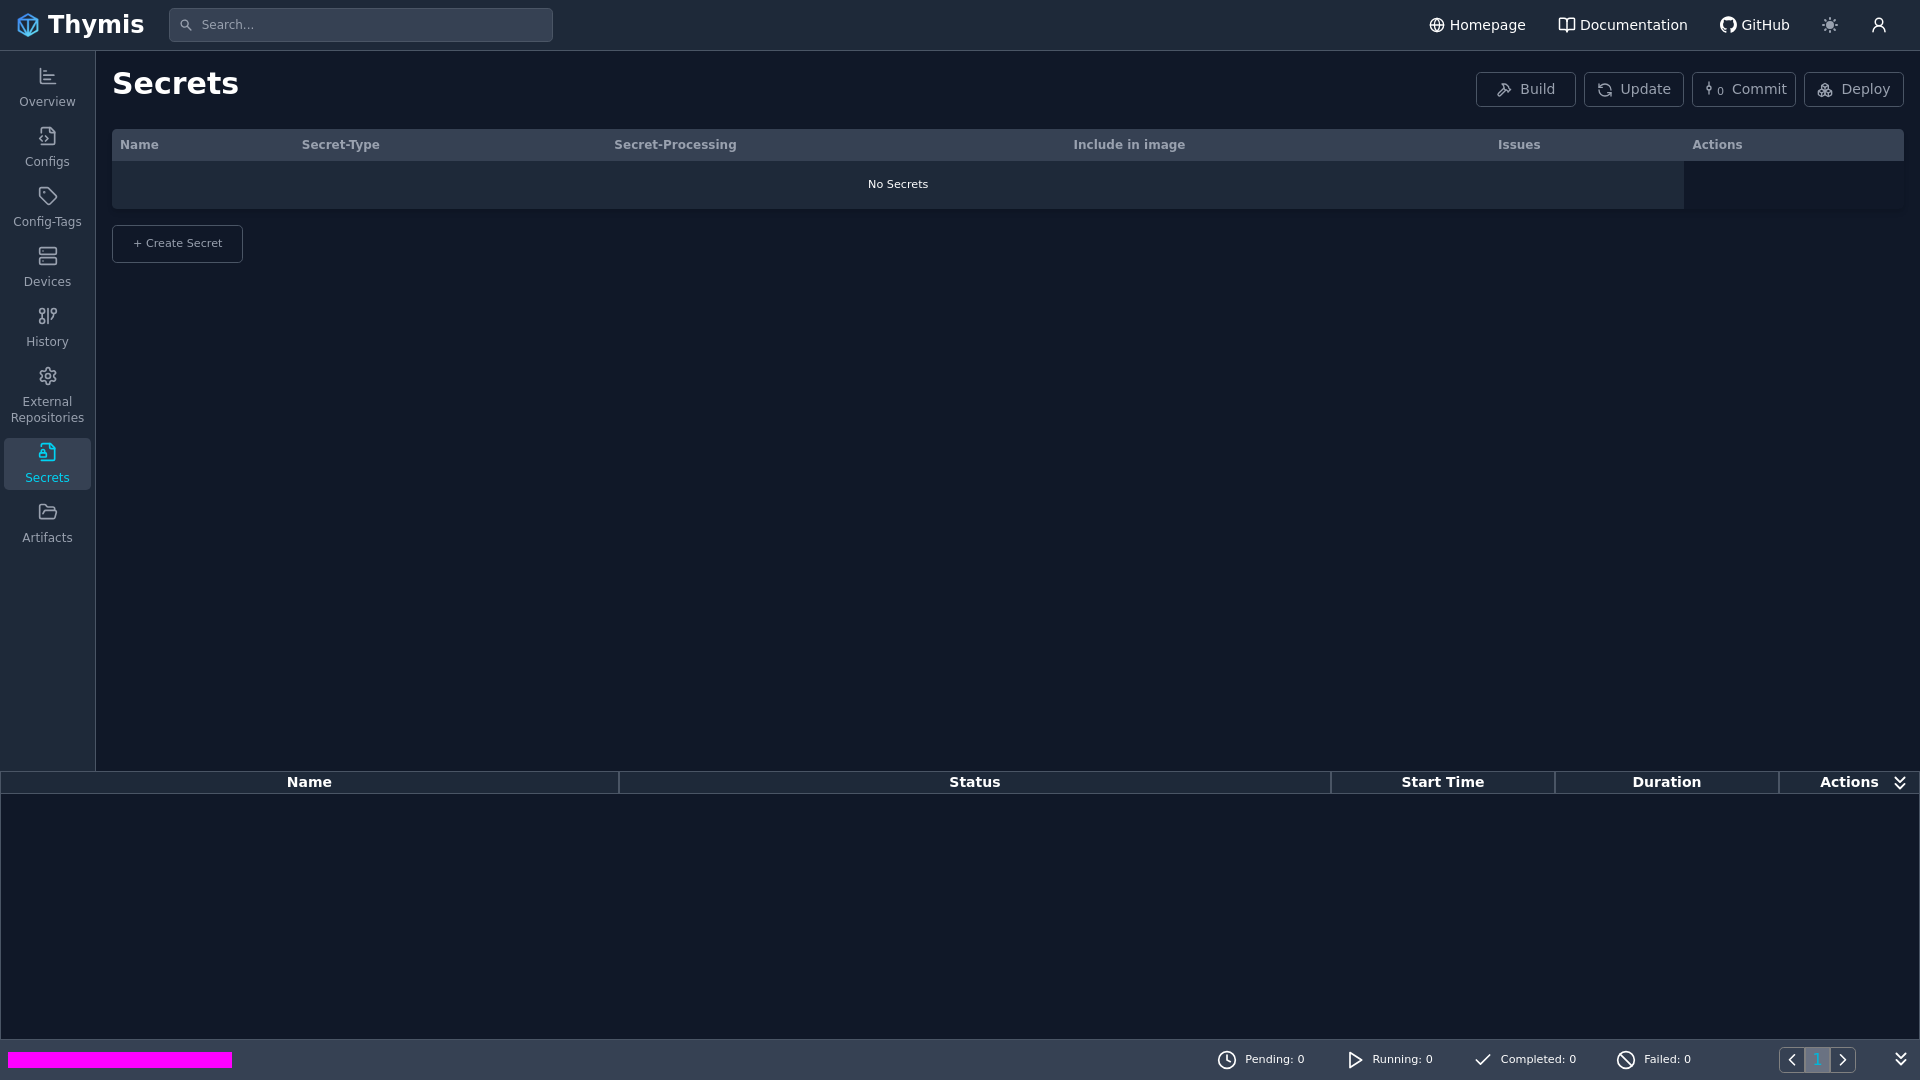 Thymis
Search...
Homepage
Documentation
GitHub
Overview
Configs
Config-Tags
Devices
History
External
Repositories
Secrets
Artifacts
Secrets
Build
Update
0 Commit
Deploy
Name Secret-Type Secret-Processing Include in image Issues Actions
No Secrets
+ Create Secret
Name Status Start Time Duration Actions
Pending: 0
Running: 0
Completed: 0
Failed: 0
1